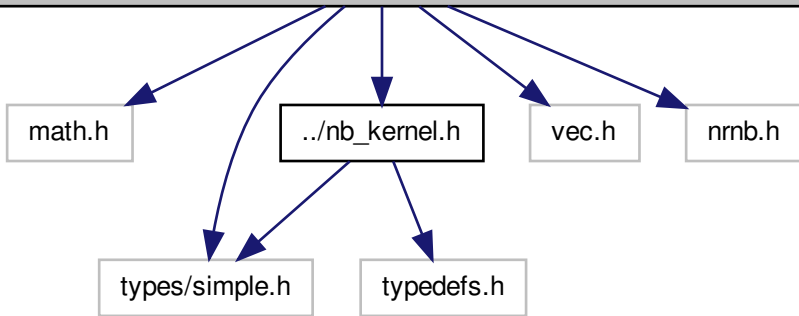 math.h
../nb_kernel.h
vec.h
nrnb.h
types/simple.h
typedefs.h